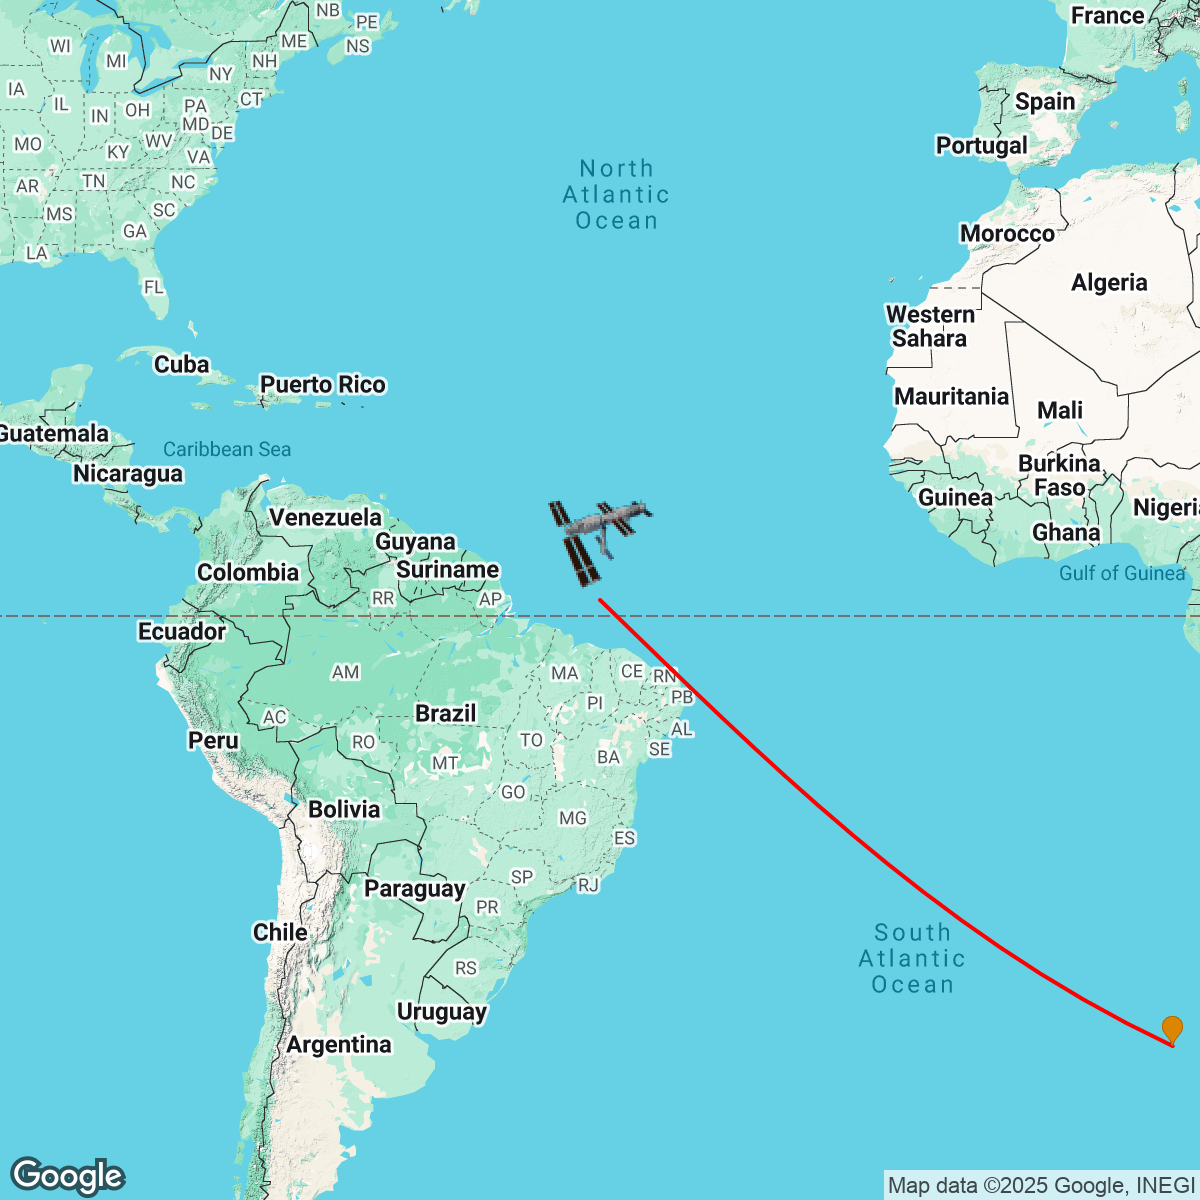 NB
PE
France
WI
ME
NS
MI
NH
NY
IA
IL
IN
OH
PA
CT
Spain
MD
DE
MO
WV
KY
VA
Portugal
North
Atlantic
Ocean
AR
TN
NC
MS
SC
GA
LA
Morocco
FL
Algeria
Western
Sahara
Cuba
Puerto Rico
Mauritania
Mali
Guatemala
Caribbean Sea
Nicaragua
Burkina
Faso
Guinea
Nigeri
Venezuela
Guyana
Ghana
Colombia
Suriname
Gulf of Guinea
RR
AP
Ecuador
AM
MA
CE
RN
PI
PB
AC
Brazil
AL
Peru
RO
TO
SE
MT
BA
GO
Bolivia
MG
ES
SP
RJ
Paraguay
PR
Chile
South
Atlantic
Ocean
RS
Uruguay
Argentina
Google
Map data ©2025 Google, INEGI